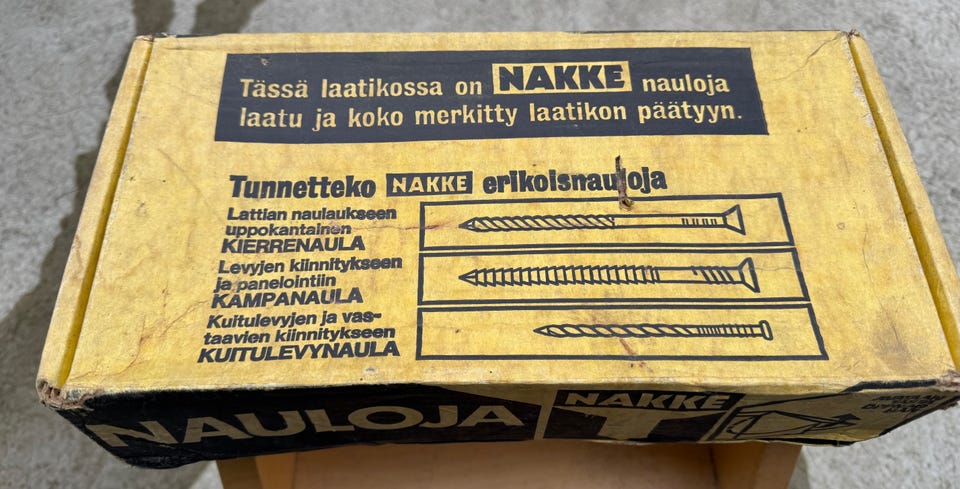 Tässä laatikossa on NAKKE nauloja
laatu ja koko merkitty laatikon päätyyn.
Tunnetteko NAKKE erikoisnauloja
Lattian naulaukseen
uppokantainen
KIERRENAULA
Levyjen kiinnitykseen
ja panelointiin
KAMPANAULA
Kuitulevyjen ja vas-
taavien kiinnitykseen
KUITULEVYNAULA
NAULOJA
NAKKE
T